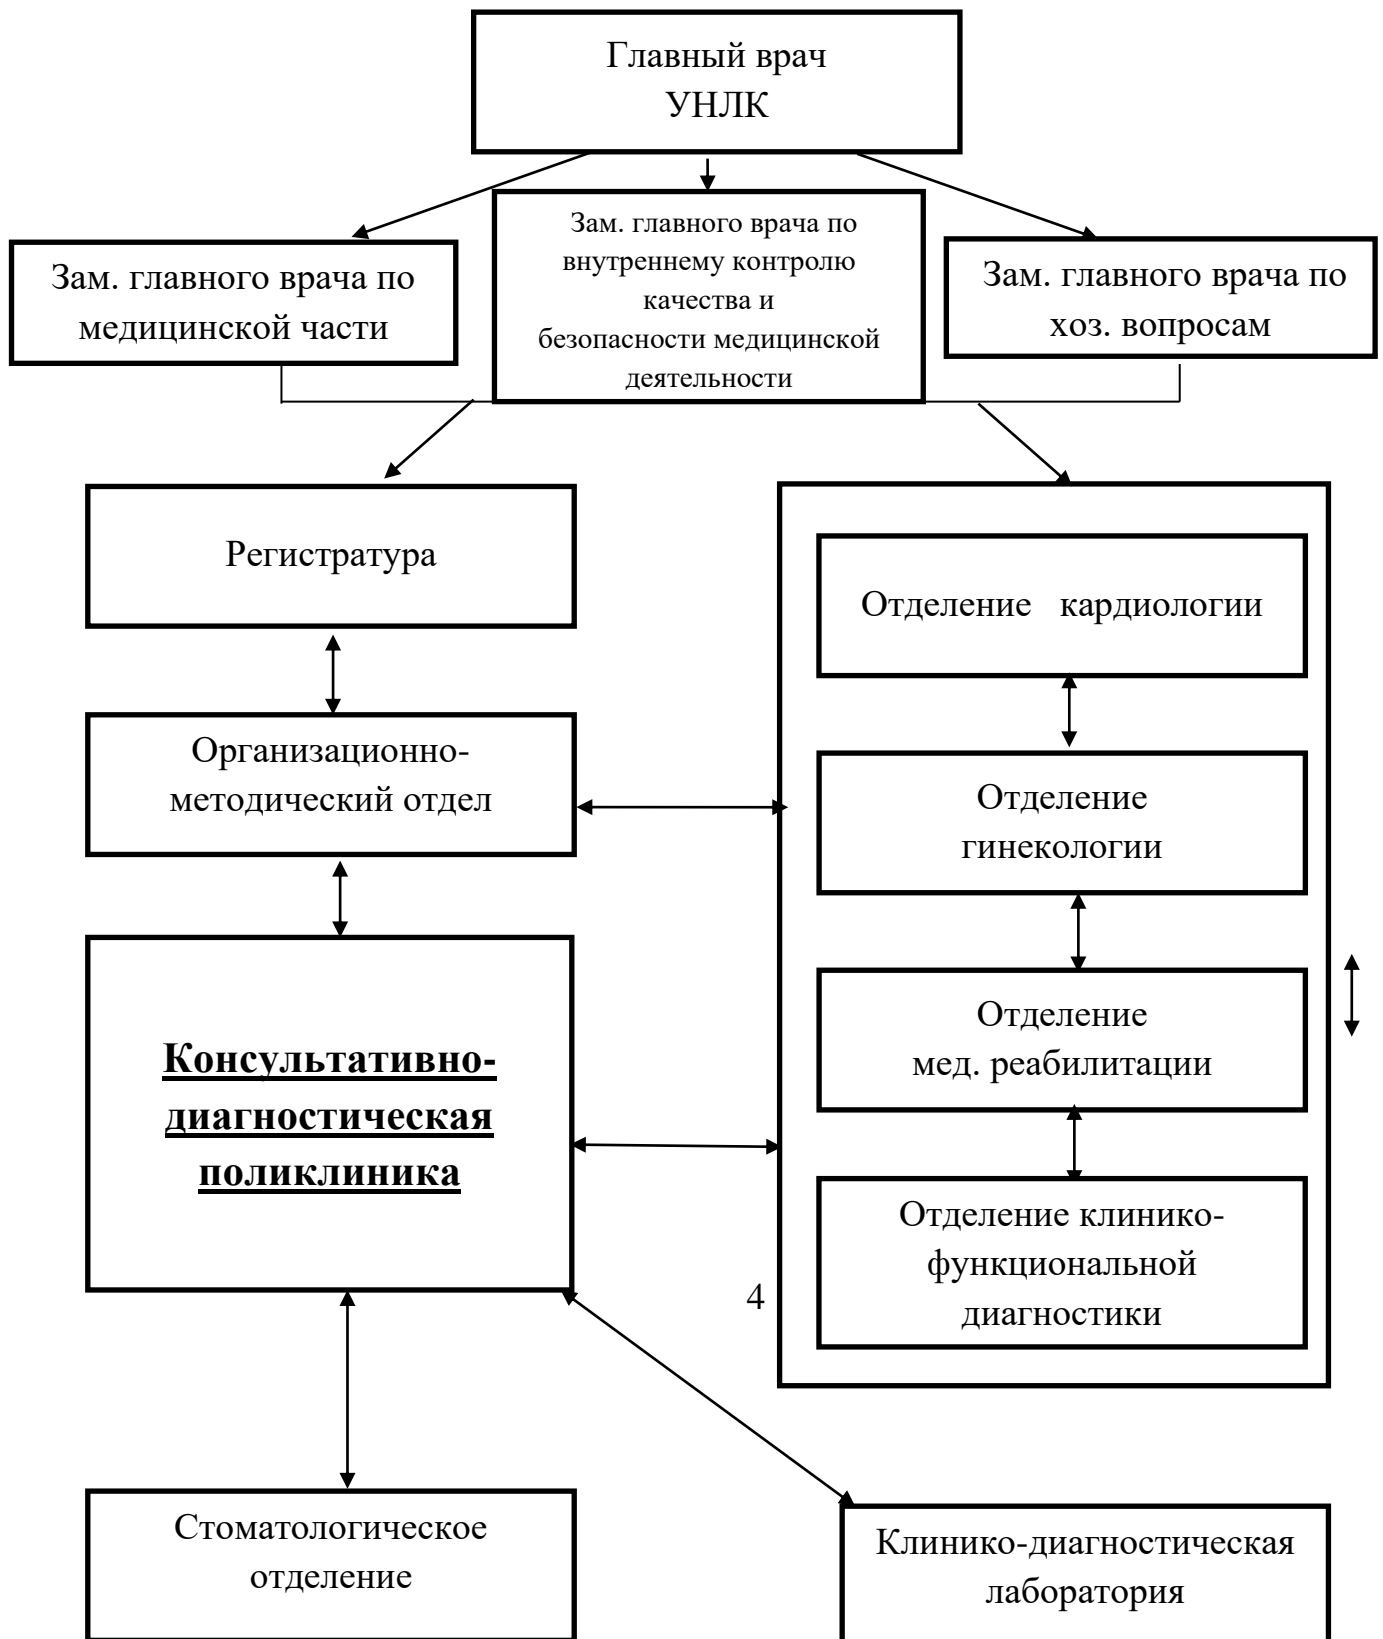 Главный врач
УНЛК
Зам. главного врача по
медицинской части
Зам. главного врача по
внутреннему контролю
качества и
безопасности медицинской
деятельности
Зам. главного врача по
хоз. вопросам
Регистратура
Отделение кардиологии
Организационно-
методический отдел
Отделение
гинекологии
Консультативно-
диагностическая
поликлиника
Отделение
мед. реабилитации
Отделение клинико-
функциональной
диагностики
4
Стоматологическое
отделение
Клинико-диагностическая
лаборатория